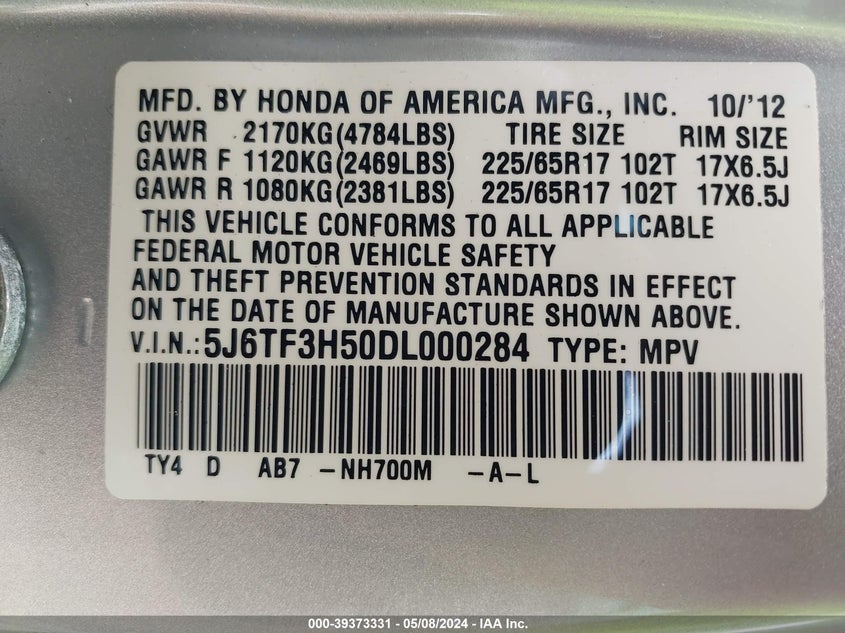 MFD. BY HONDA OF AMERICA MFG., INC. 10/'12
GVWR 2170KG(4784LBS) TIRE SIZE RIM SIZE
GAWR F 1120KG(2469LBS) 225/65R17 102T 17X6.5J
GAWR R 1080KG(2381LBS) 225/65R17 102T 17X6.5J
THIS VEHICLE CONFORMS TO ALL APPLICABLE
FEDERAL MOTOR VEHICLE SAFETY
AND THEFT PREVENTION STANDARDS IN EFFECT
ON THE DATE OF MANUFACTURE SHOWN ABOVE.
V.I.N.: 5J6TF3H50DL000284 TYPE: MPV
TY4 D AB7 -NH700M -A-L
000-39373331 - 05/08/2024 - IAA Inc.